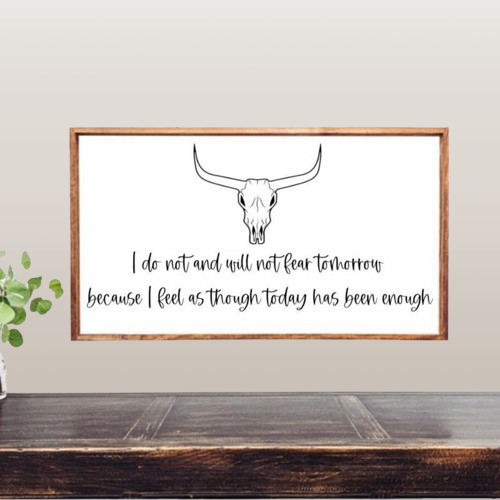 I do not and will not fear tomorrow
because I feel as though today has been enough